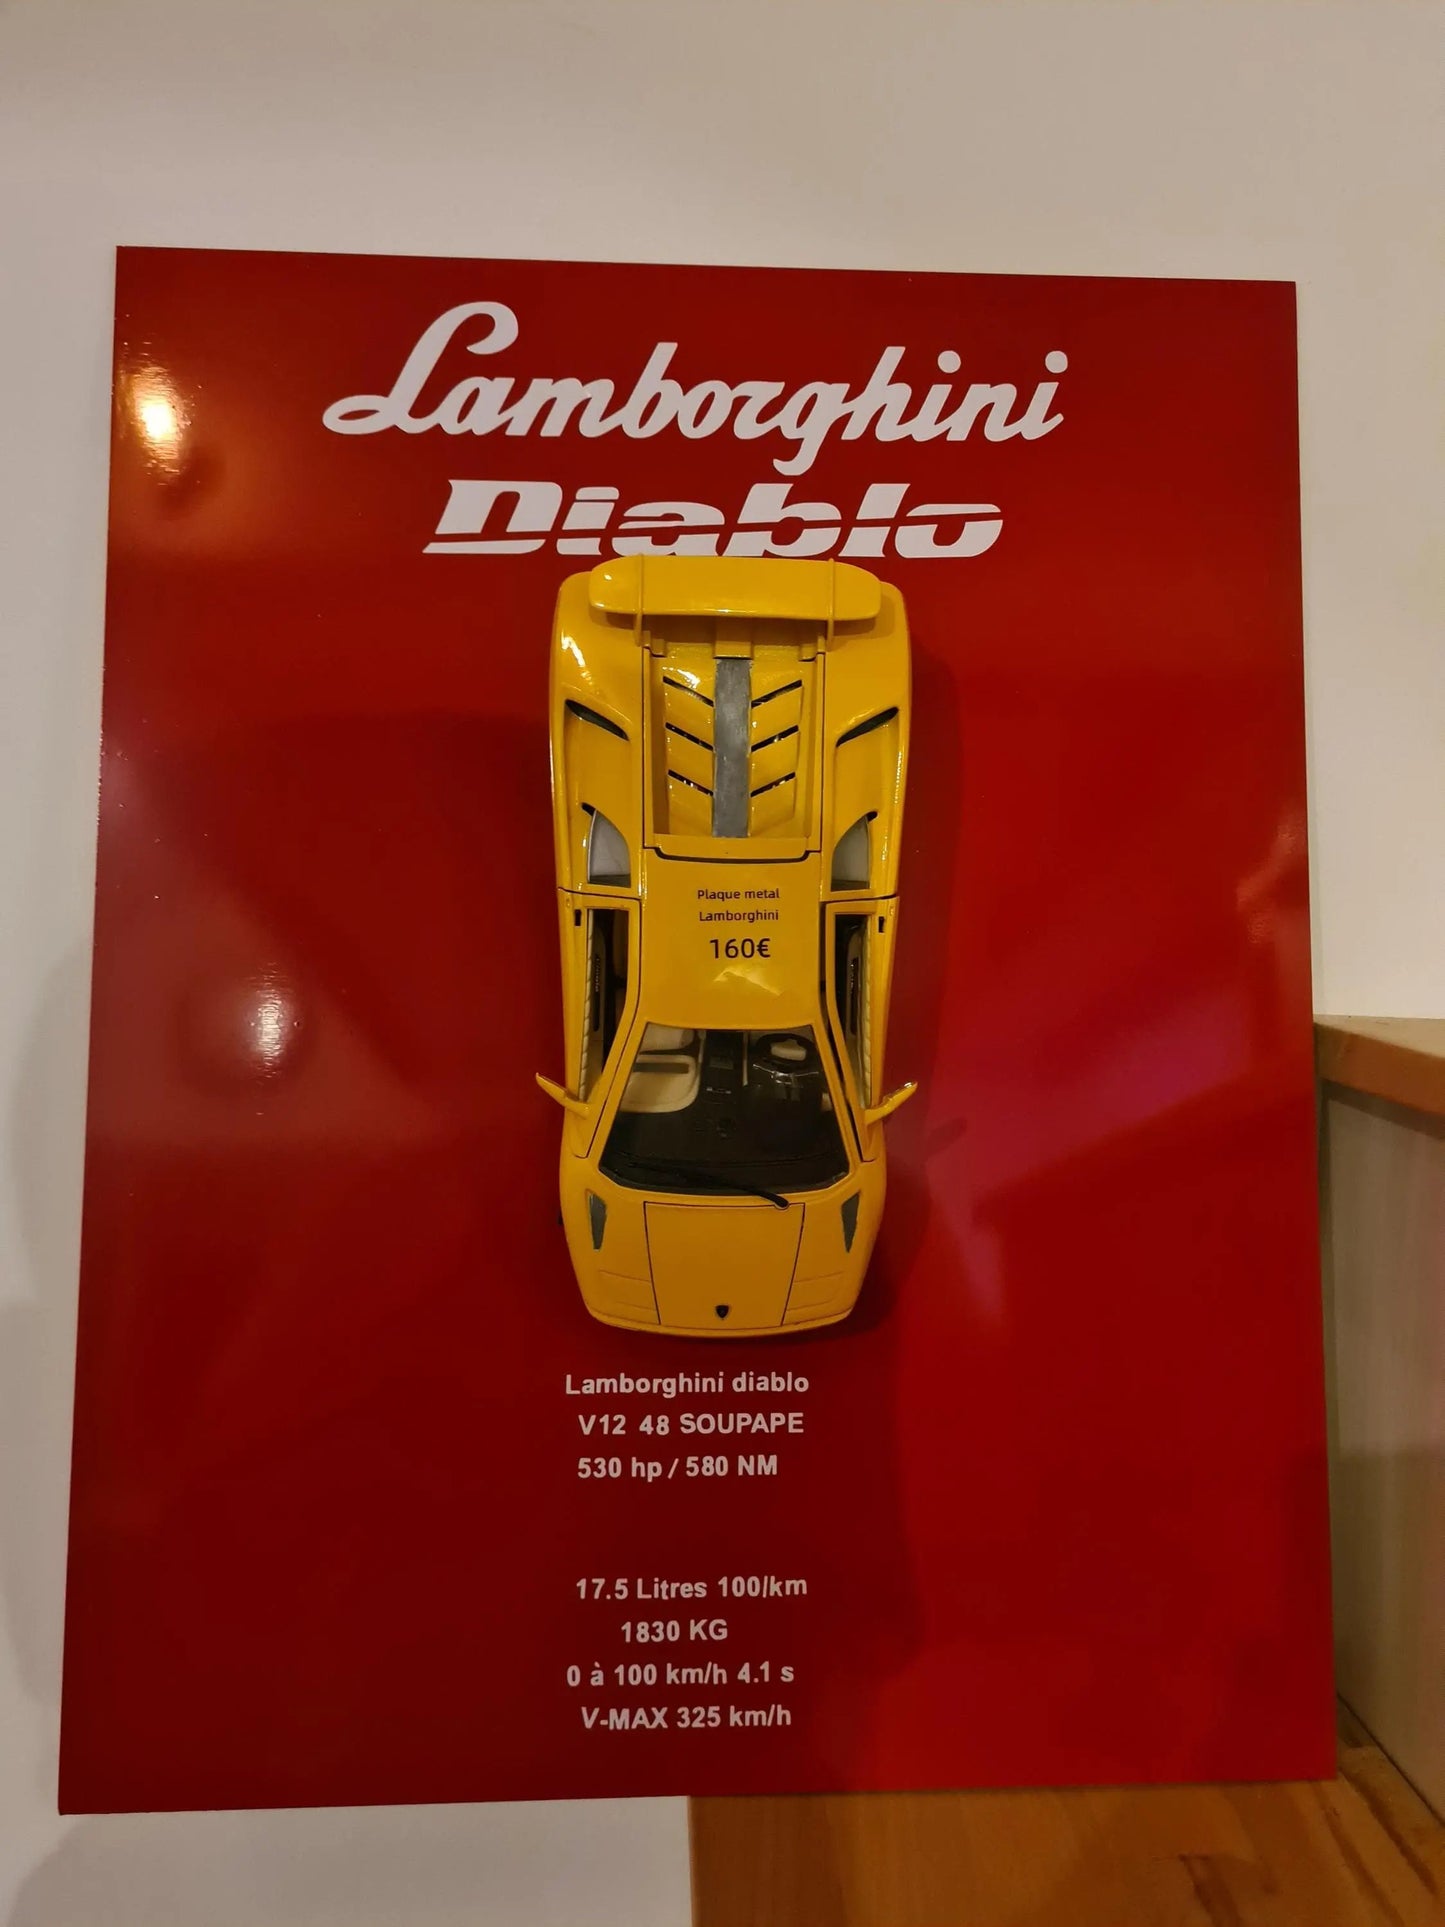 Lamborghini
Diablo
Plaque metal
Lamborghini
160€
Lamborghini diablo
V12 48 SOUPAPE
530 hp / 580 NM
17.5 Litres 100/km
1830 KG
0 à 100 km/h 4.1 s
V-MAX 325 km/h